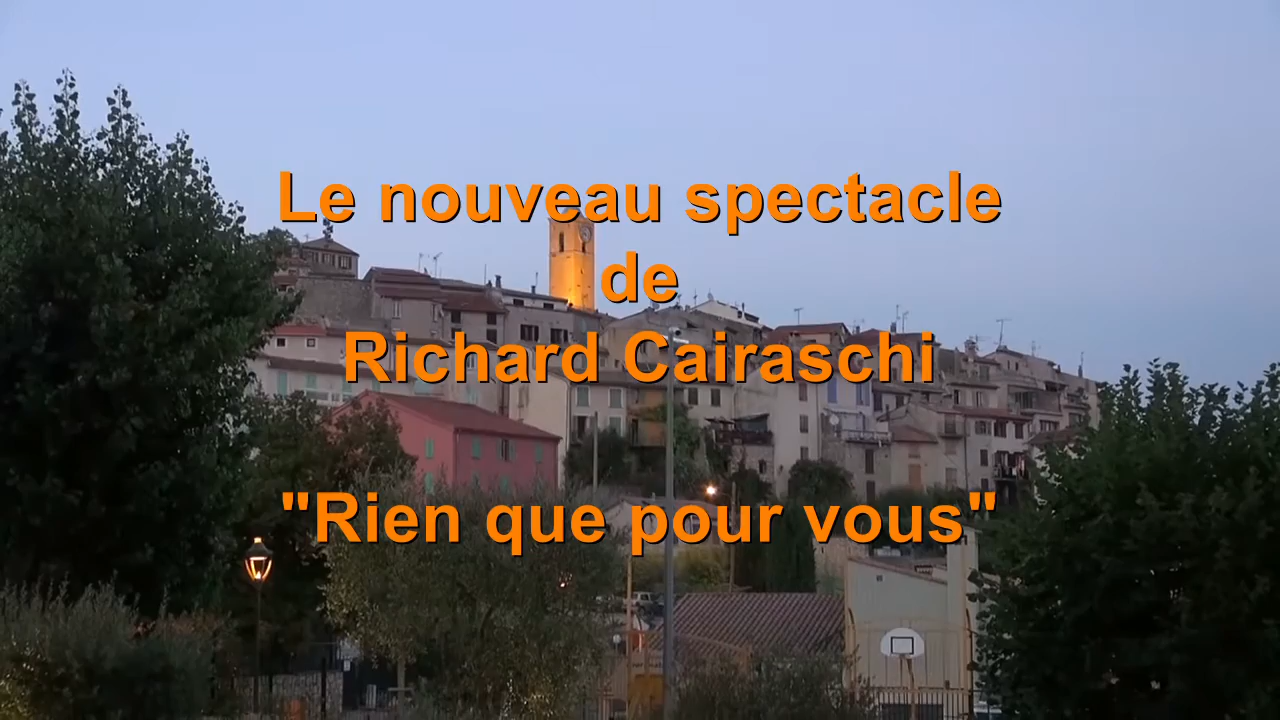 Le nouveau spectacle
de
Richard Cairaschi
"Rien que pour vous"